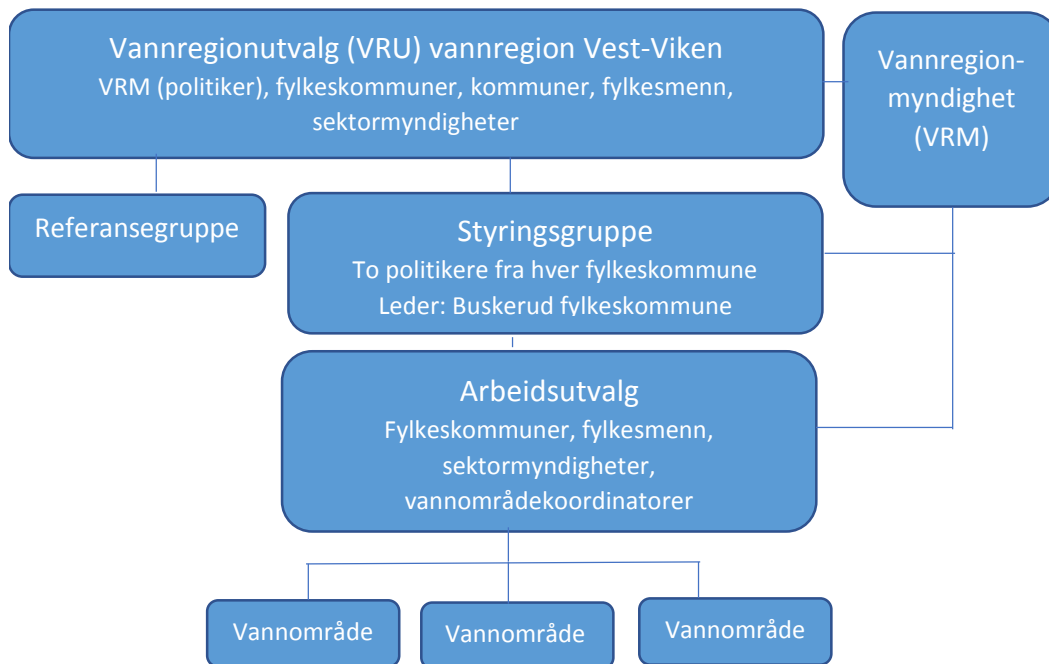 Vannregionutvalg (VRU) vannregion Vest-Viken
VRM (politiker), fylkeskommuner, kommuner, fylkesmenn,
sektormyndigheter
Vannregion-
myndighet
(VRM)
Referansegruppe
Styringsgruppe
To politikere fra hver fylkeskommune
Leder: Buskerud fylkeskommune
Arbeidsutvalg
Fylkeskommuner, fylkesmenn,
sektormyndigheter,
vannområdekoordinatorer
Vannområde
Vannområde
Vannområde